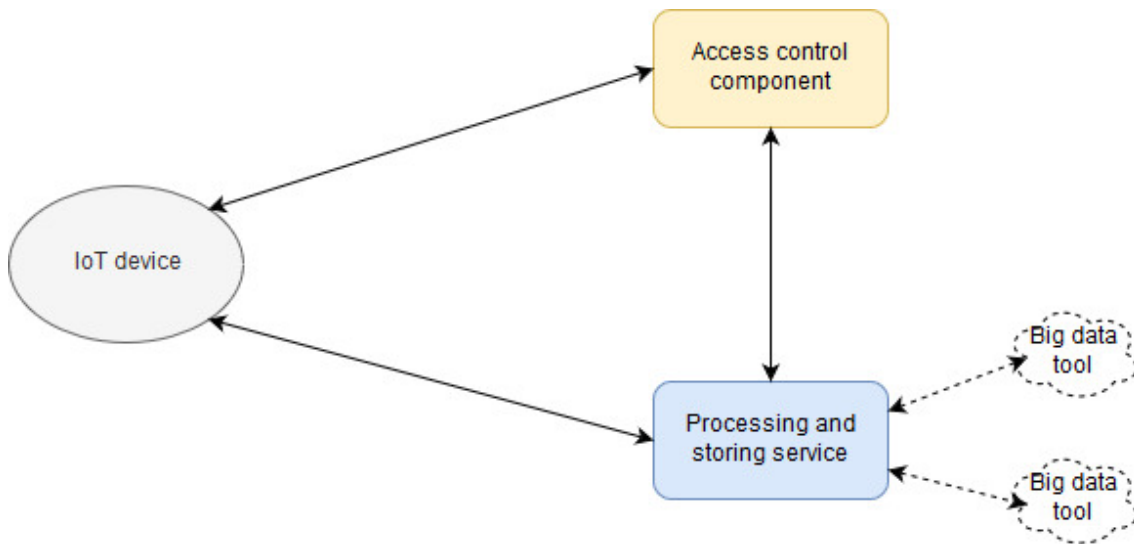 Access control
component
IoT device
Big data
tool
Processing and
storing service
Big data
tool